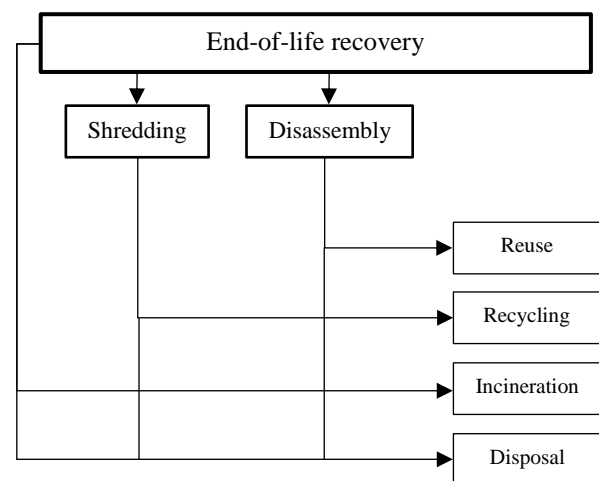 End-of-life recovery
Shredding
Disassembly
Reuse
Recycling
Incineration
Disposal